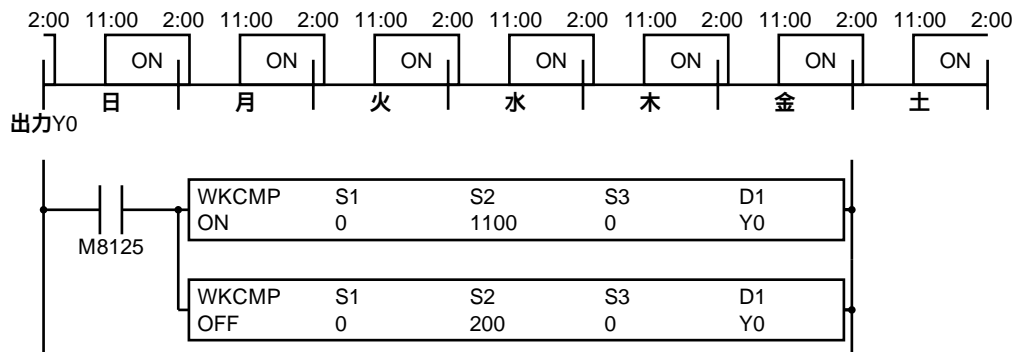 2:00 11:00 2:00 11:00 2:00 11:00 2:00 11:00 2:00 11:00 2:00 11:00 2:00 11:00 2:00
ON ON ON ON ON ON ON
日 月 火 水 木 金 土
出力Y0
WKCMP S1 S2 S3 D1
ON 0 1100 0 Y0
M8125
WKCMP S1 S2 S3 D1
OFF 0 200 0 Y0